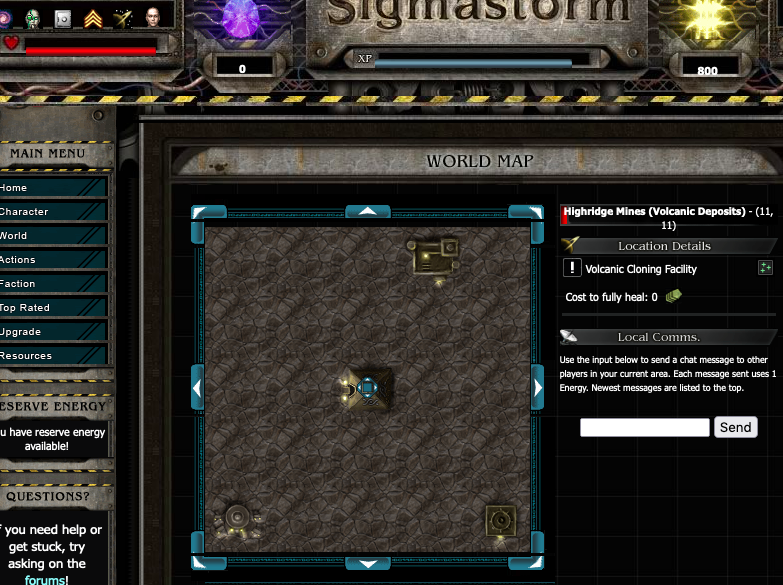 Sigmastorm
XP
0
800
MAIN MENU
Home
Character
World
Actions
Faction
Top Rated
Upgrade
Resources
ESERVE ENERGY
u have reserve energy
available!
QUESTIONS?
f you need help or
get stuck, try
asking on the
forums!
WORLD MAP
Highridge Mines (Volcanic Deposits) - (11,
11)
Location Details
! Volcanic Cloning Facility
Cost to fully heal: 0
Local Comms.
Use the input below to send a chat message to other
players in your current area. Each message sent uses 1
Energy. Newest messages are listed to the top.
Send